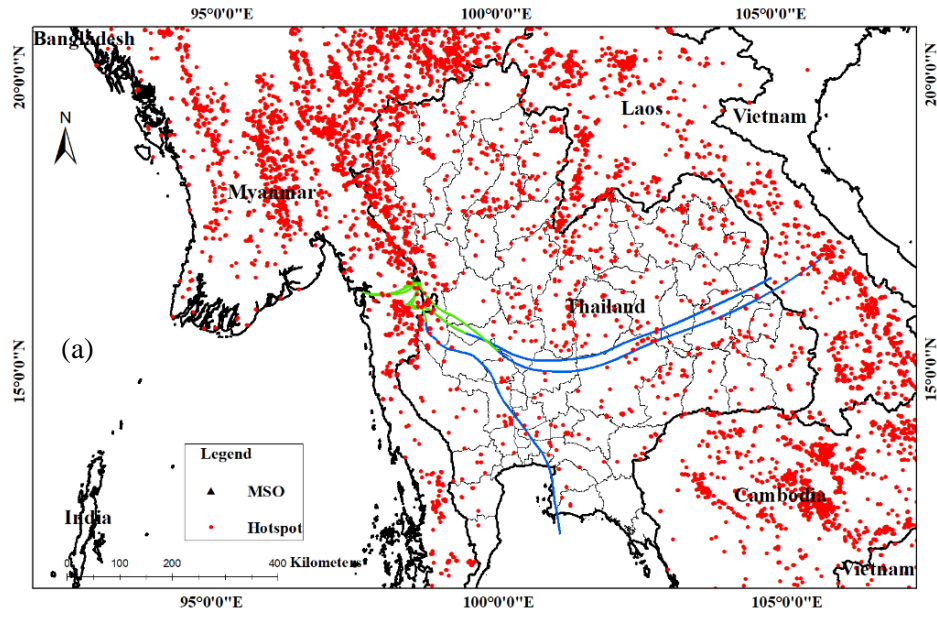 95°0'0"E 100°0'0"E 105°0'0"E
Bangladesh
20°0'0"N 20°0'0"N
Laos
Vietnam
N
Myanmar
Thailand
(a)
15°0'0"N 15°0'0"N
Legend
MSO
Hotspot
Cambodia
India
Kilometers
0 100 200 400
Vietnam
95°0'0"E 100°0'0"E 105°0'0"E